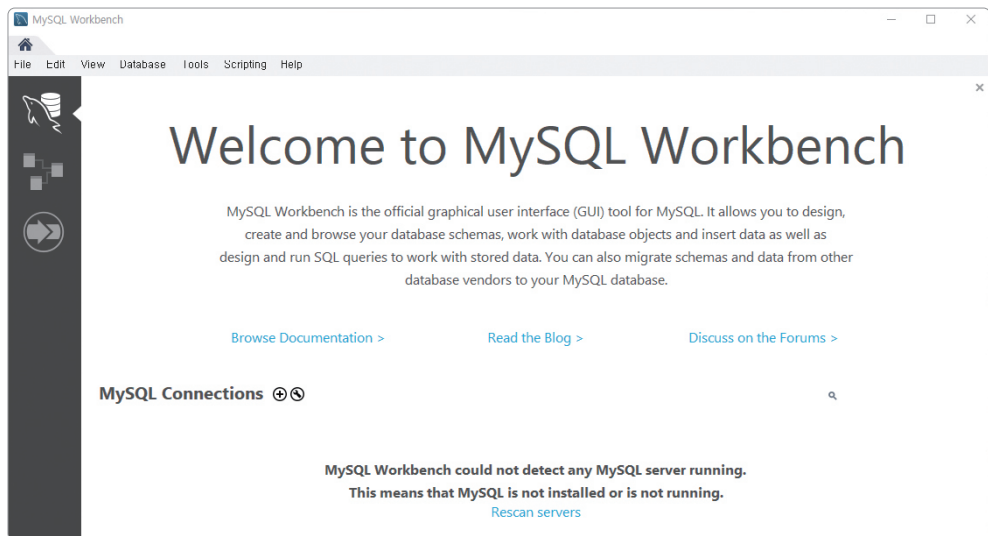 MySQL Workbench
File Edit View Database Tools Scripting Help
Welcome to MySQL Workbench
MySQL Workbench is the official graphical user interface (GUI) tool for MySQL. It allows you to design,
create and browse your database schemas, work with database objects and insert data as well as
design and run SQL queries to work with stored data. You can also migrate schemas and data from other
database vendors to your MySQL database.
Browse Documentation > Read the Blog > Discuss on the Forums >
MySQL Connections
MySQL Workbench could not detect any MySQL server running.
This means that MySQL is not installed or is not running.
Rescan servers